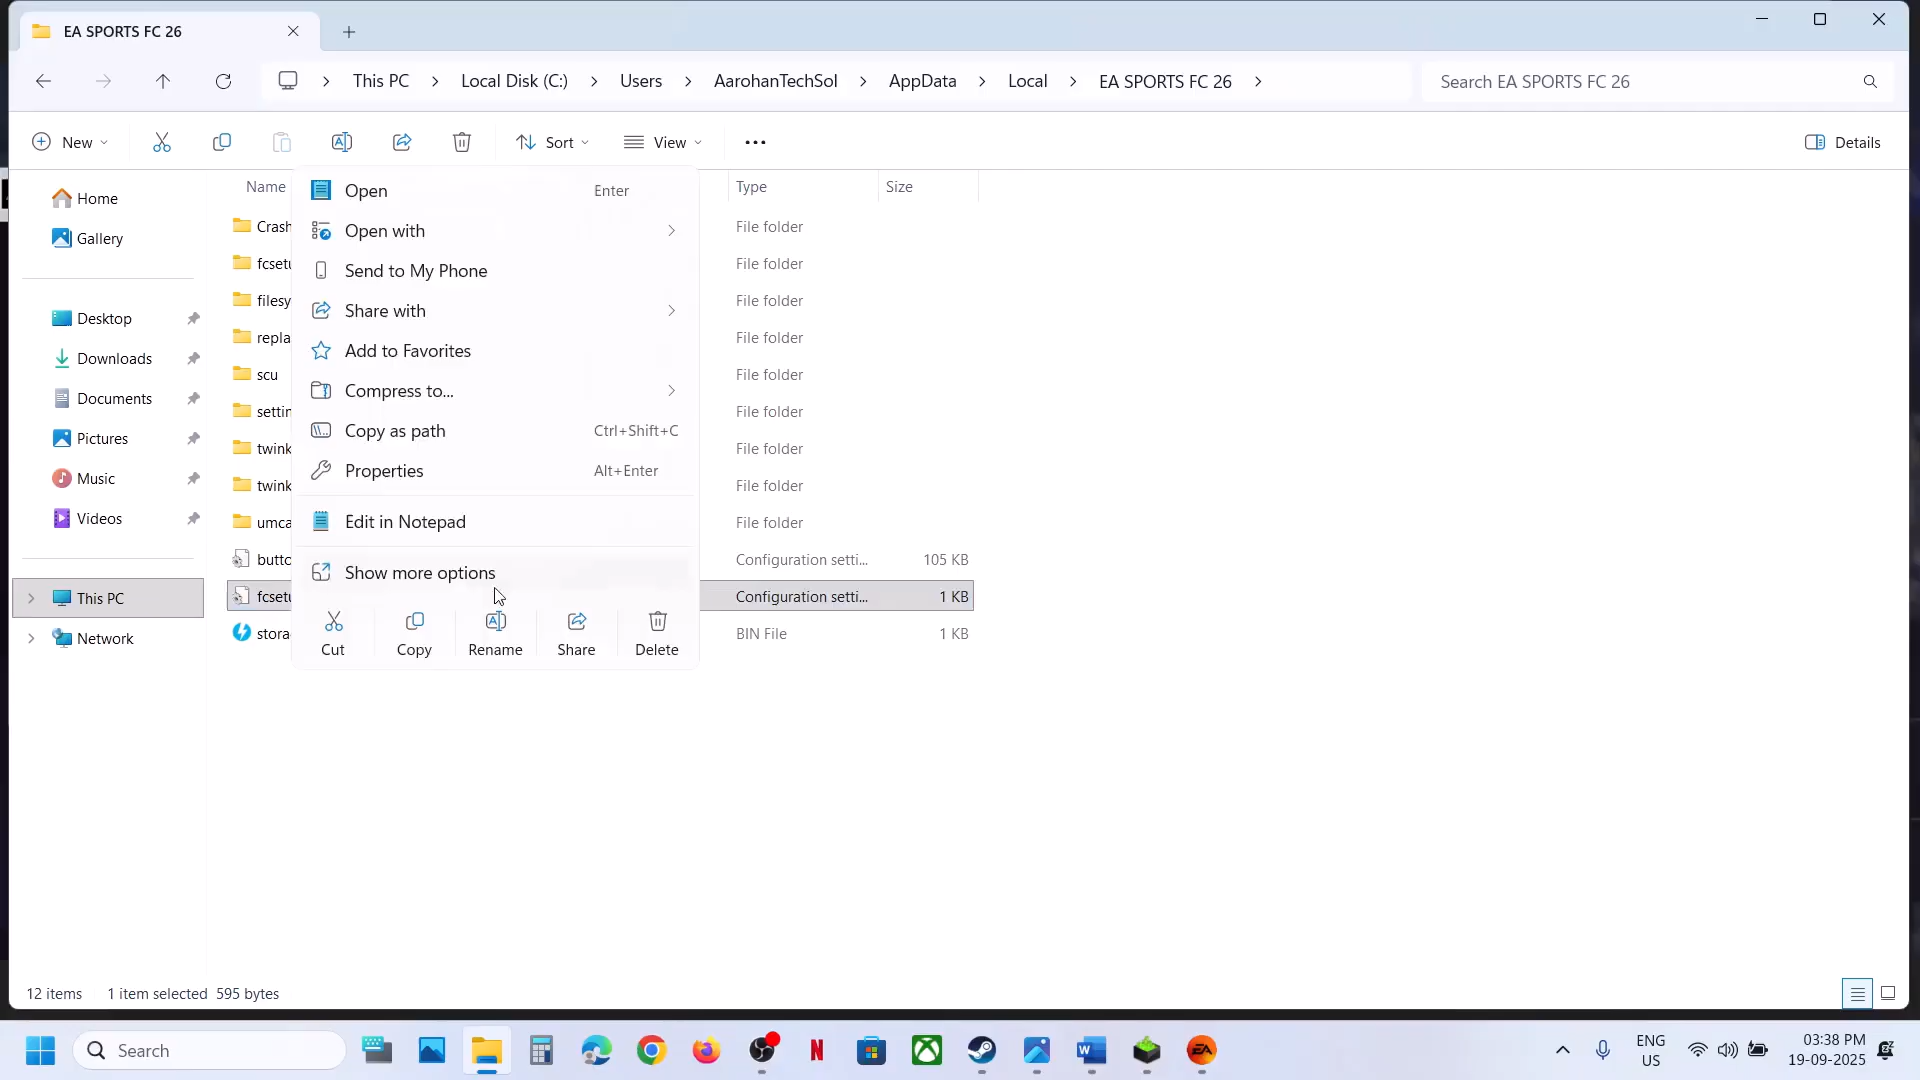 EA SPORTS FC 26
This PC
Local Disk (C:)
Users
AarohanTechSol
AppData
Local
EA SPORTS FC 26
Search EA SPORTS FC 26
New
Sort
View
Details
Name
Type
Size
Home
Gallery
Desktop
Downloads
Documents
Pictures
Music
Videos
This PC
Network
Crash
File folder
fcsetu
File folder
filesy
File folder
repla
File folder
scu
File folder
settin
File folder
twink
File folder
twink
File folder
umca
File folder
butto
Configuration setti...
105 KB
fcsetu
Configuration setti...
1 KB
stora
BIN File
1 KB
Open
Enter
Open with
Send to My Phone
Share with
Add to Favorites
Compress to...
Copy as path
Ctrl+Shift+C
Properties
Alt+Enter
Edit in Notepad
Show more options
Cut
Copy
Rename
Share
Delete
12 items
1 item selected
595 bytes
Search
ENG
US
03:38 PM
19-09-2025